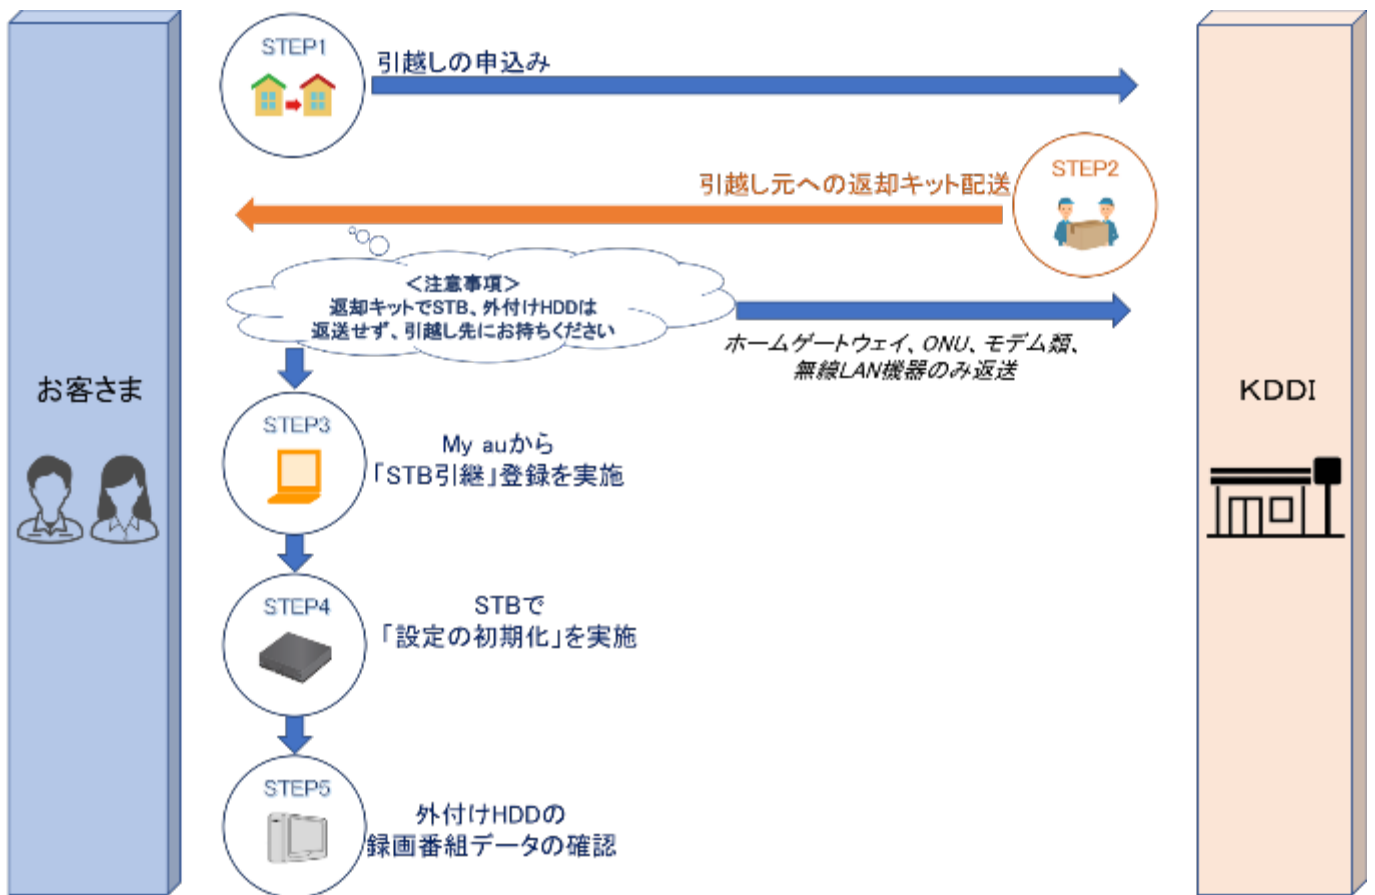 STEP1
引越しの申込み
STEP2
引越し元への返却キット配送
＜注意事項＞
返却キットでSTB、外付けHDDは
返送せず、引越し先にお持ちください
ホームゲートウェイ、ONU、モデム類、
無線LAN機器のみ返送
お客さま
KDDI
STEP3
My auから
「STB引継」登録を実施
STEP4
STBで
「設定の初期化」を実施
STEP5
外付けHDDの
録画番組データの確認